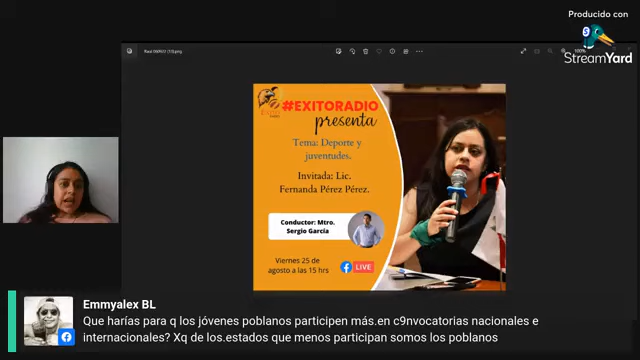 Producido con
StreamYard
100%
#EXITORADIO
presenta
Tema: Deporte y
juventudes.
Invitada: Lic.
Fernanda Pérez Pérez.
Conductor: Mtro.
Sergio García
Viernes 25 de
agosto a las 15 hrs
LIVE
Emmyalex BL
Que harías para q los jóvenes poblanos participen más.en c9nvocatorias nacionales e
internacionales? Xq de los.estados que menos participan somos los poblanos